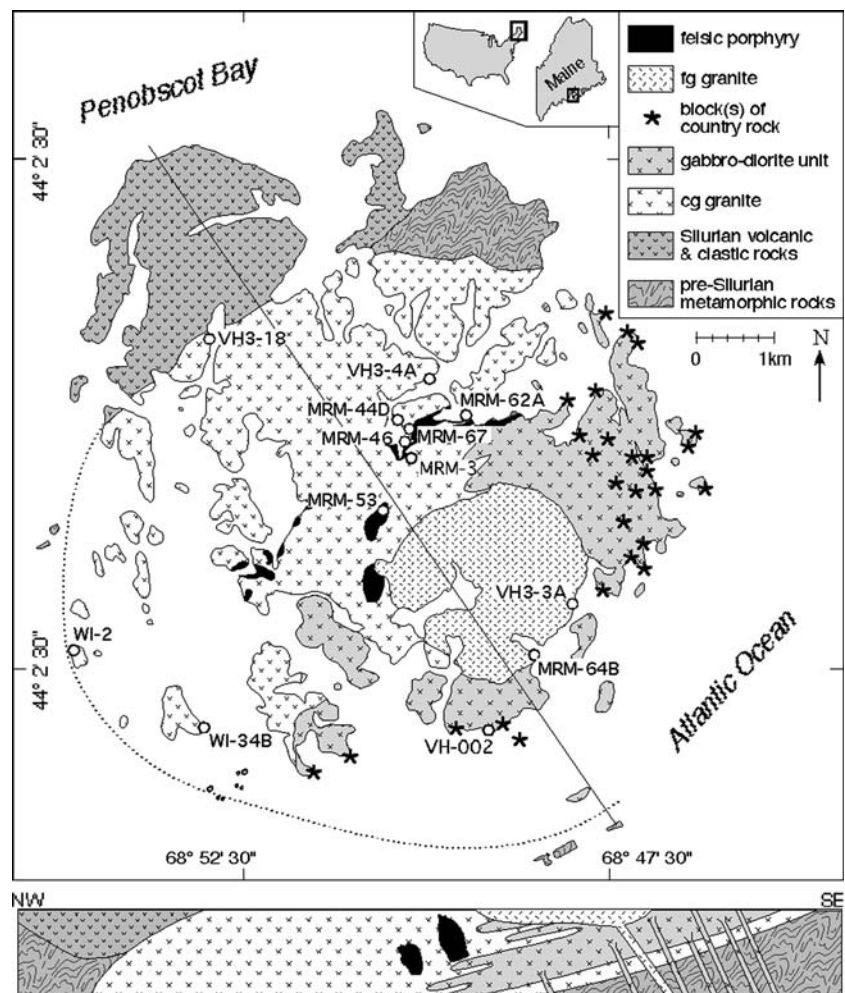 Penobscot Bay
Maine
felsic porphyry
fg granite
block(s) of
country rock
gabbro-diorite unit
cg granite
Silurian volcanic
& clastic rocks
pre-Silurian
metamorphic rocks
44° 2'30"
N
0 1km
VH3-18
VH3-4A
MRM-62A
MRM-44D
MRM-67
MRM-46
MRM-3
MRM-53
VH3-3A
WI-2
MRM-64B
44° 2'30"
Atlantic Ocean
WI-34B
VH-002
68° 52' 30"
68° 47' 30"
NW
SE